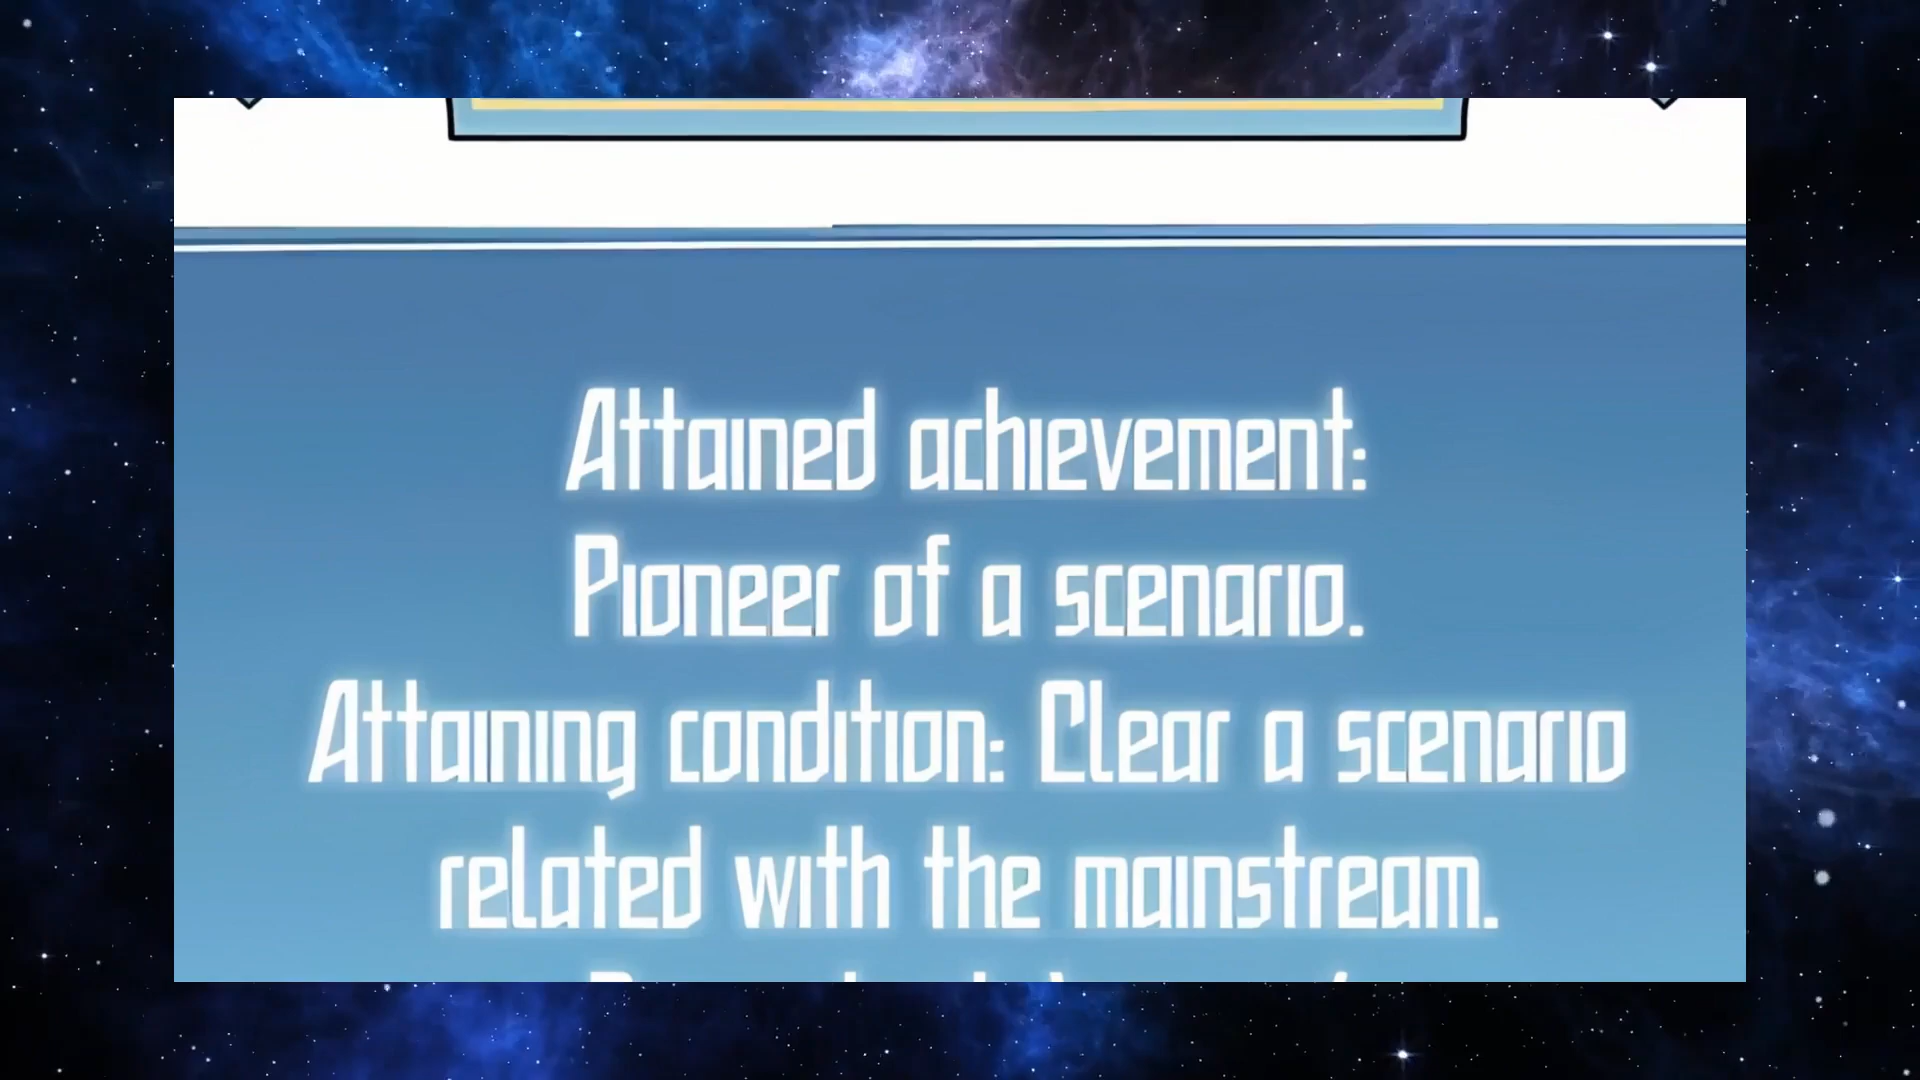 Attained achievement:
Pioneer of a scenario.
Attaining condition: Clear a scenario
related with the mainstream.